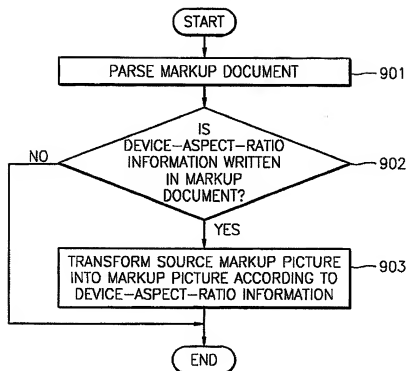 START
PARSE MARKUP DOCUMENT
901
IS
DEVICE-ASPECT-RATIO
INFORMATION WRITTEN
IN MARKUP
DOCUMENT?
902
NO
YES
TRANSFORM SOURCE MARKUP PICTURE
INTO MARKUP PICTURE ACCORDING TO
DEVICE-ASPECT-RATIO INFORMATION
903
END